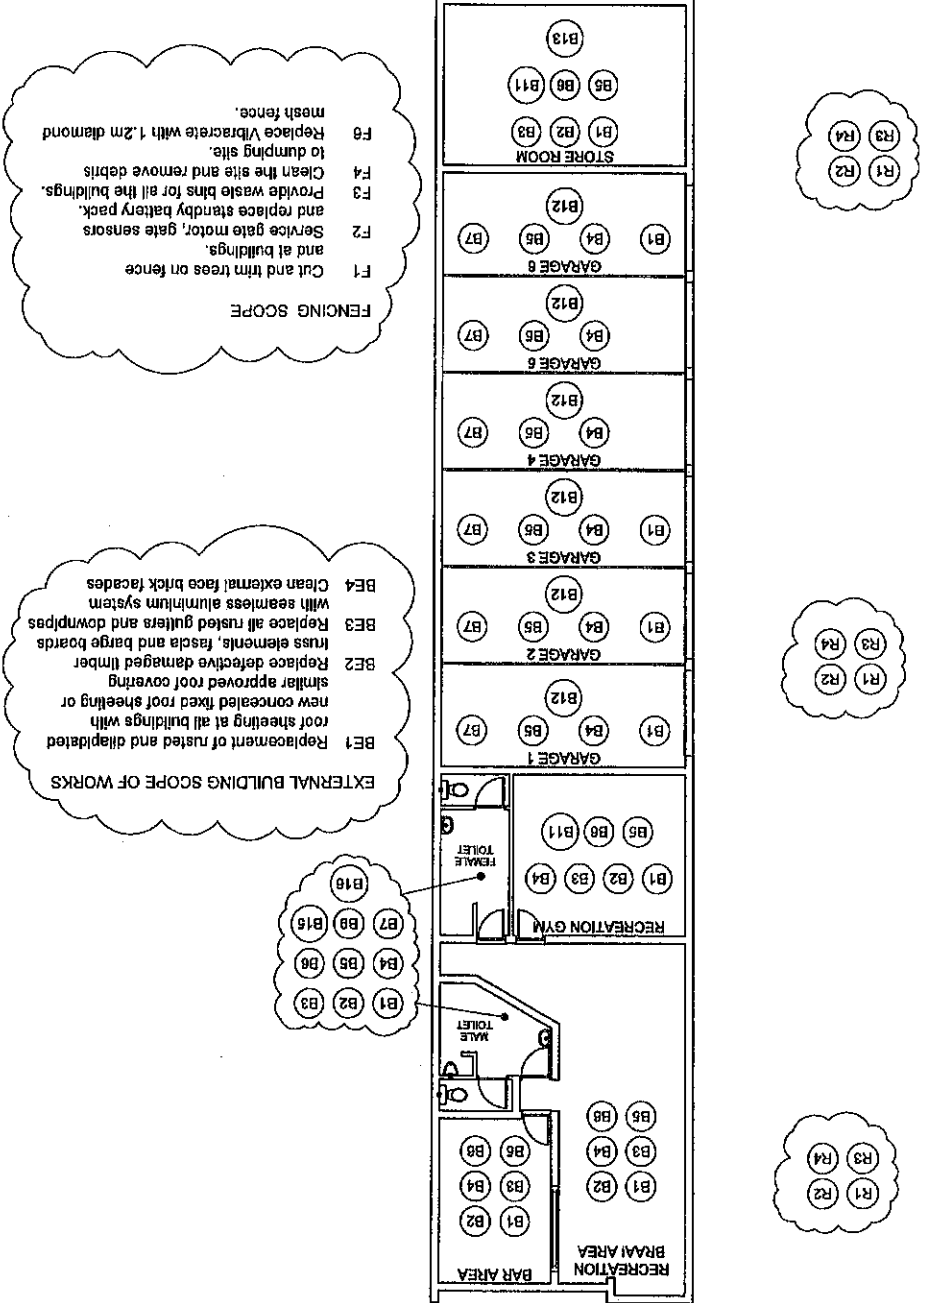 RECREATION
BRAAI AREA
B1 B2
B3 B4
B5 B6
BAR AREA
B1 B2
B3 B4
B5 B6
R1 R2
R3 R4
MALE
TOILET
B1 B2 B3
B4 B5 B6
B7 B9 B15
B16
RECREATION GYM
B1 B2 B3 B4
B5 B6 B11
FEMALE
TOILET
EXTERNAL BUILDING SCOPE OF WORKS
BE1 Replacement of rusted and dilapidated
roof sheeting at all buildings with
new concealed fixed roof sheeting or
similar approved roof covering
BE2 Replace defective damaged timber
truss elements, fascia and barge boards
BE3 Replace all rusted gutters and downpipes
with seamless aluminium system
BE4 Clean external face brick facades
GARAGE 1
B1 B4 B5 B7
B12
R1 R2
R3 R4
GARAGE 2
B1 B4 B5 B7
B12
GARAGE 3
B1 B4 B5 B7
B12
GARAGE 4
B4 B5 B7
B12
GARAGE 5
B4 B5 B7
B12
GARAGE 6
B1 B4 B5 B7
B12
FENCING SCOPE
F1 Cut and trim trees on fence
and at buildings.
F2 Service gate motor, gate sensors
and replace standby battery pack.
F3 Provide waste bins for all the buildings.
F4 Clean the site and remove debris
to dumping site.
F5 Replace Vibracrete with 1.2m diamond
mesh fence.
STORE ROOM
B1 B2 B3
B5 B6 B11
B13
R1 R2
R3 R4